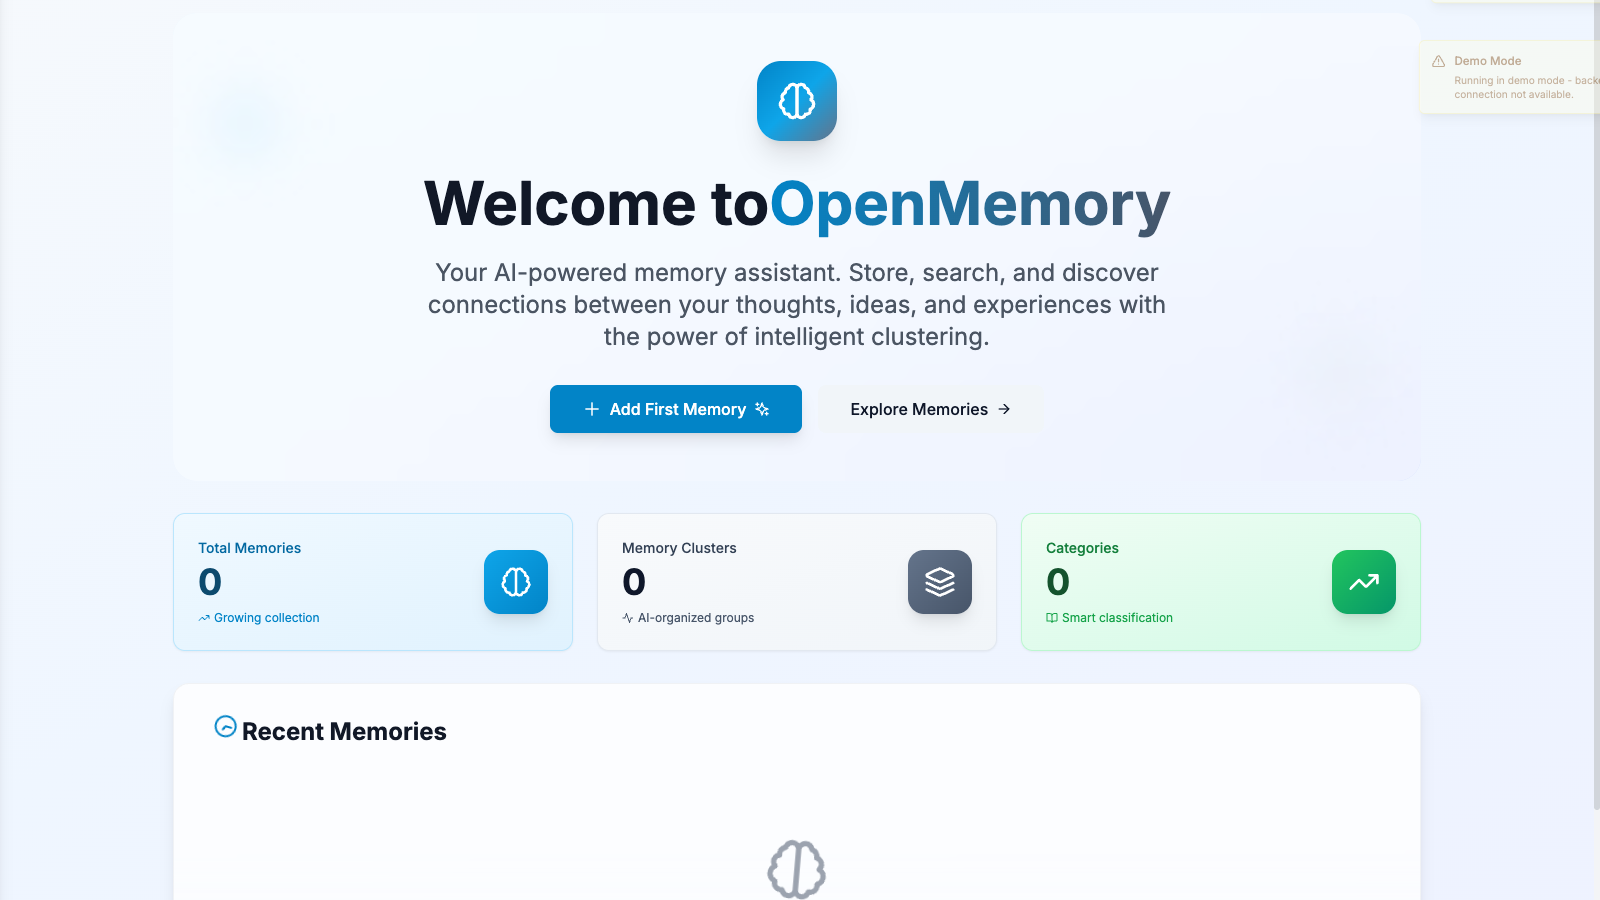 Demo Mode
Running in demo mode - back
connection not available.
Welcome toOpenMemory
Your AI-powered memory assistant. Store, search, and discover
connections between your thoughts, ideas, and experiences with
the power of intelligent clustering.
Add First Memory
Explore Memories
Total Memories
0
Growing collection
Memory Clusters
0
AI-organized groups
Categories
0
Smart classification
Recent Memories